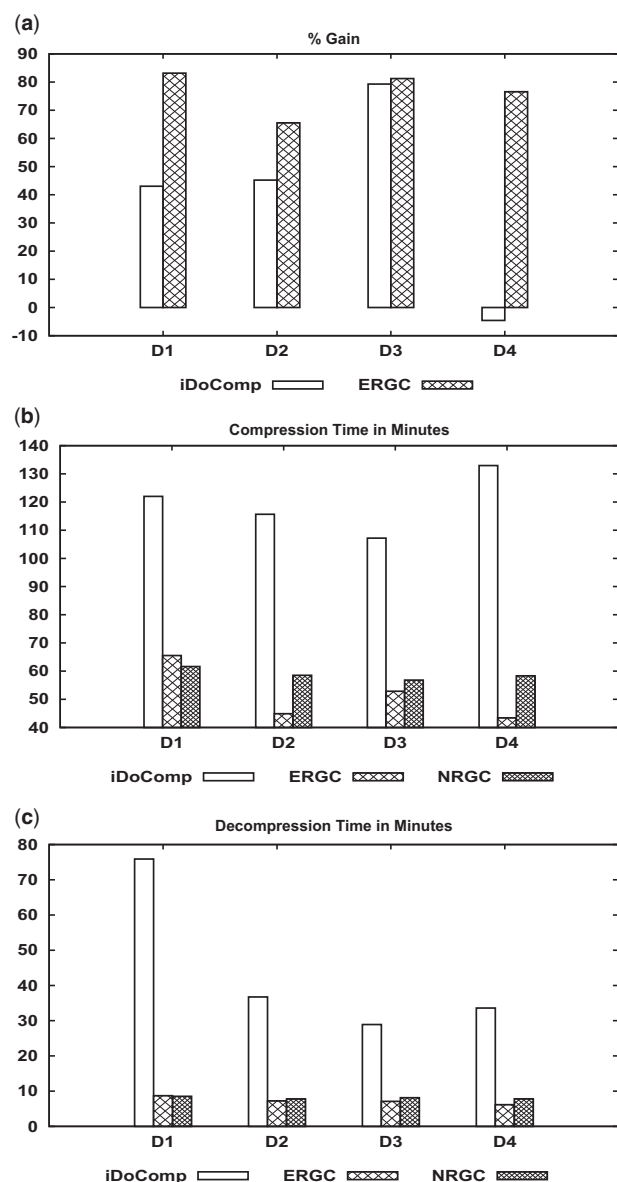 (a)
% Gain
90
80
70
60
50
40
30
20
10
0
-10
D1 D2 D3 D4
iDoComp ERGC
(b)
Compression Time in Minutes
140
130
120
110
100
90
80
70
60
50
40
D1 D2 D3 D4
iDoComp ERGC NRGC
(c)
Decompression Time in Minutes
80
70
60
50
40
30
20
10
0
D1 D2 D3 D4
iDoComp ERGC NRGC